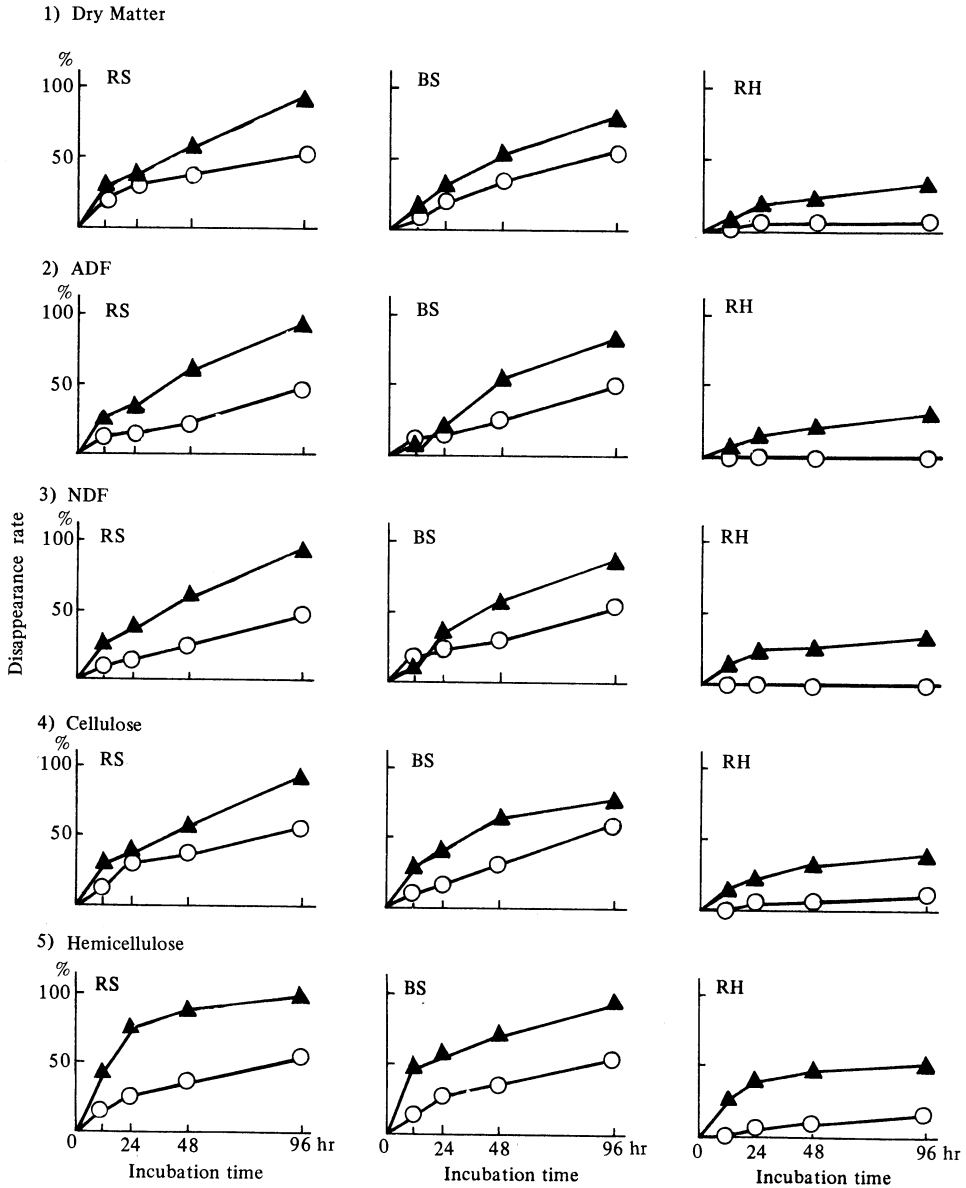 1) Dry Matter
%
100
50
RS
BS
RH
2) ADF
%
100
50
RS
BS
RH
3) NDF
%
100
50
RS
BS
RH
Disappearance rate
4) Cellulose
%
100
50
RS
BS
RH
5) Hemicellulose
%
100
50
RS
BS
RH
0 24 48 96 hr
Incubation time
0 24 48 96 hr
Incubation time
0 24 48 96 hr
Incubation time